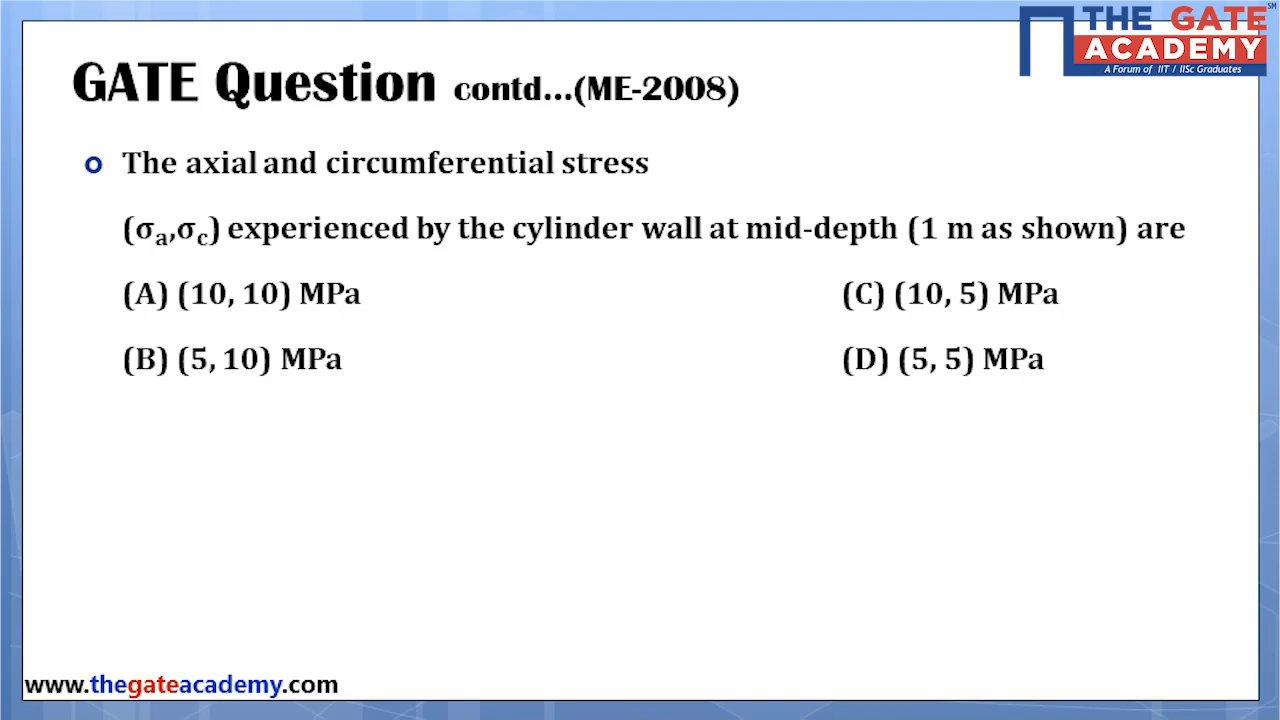 THE GATE
ACADEMY
A Forum of IIT / IISc Graduates
SM
GATE Question contd...(ME-2008)
The axial and circumferential stress
(σa,σc) experienced by the cylinder wall at mid-depth (1 m as shown) are
(A) (10, 10) MPa (C) (10, 5) MPa
(B) (5, 10) MPa (D) (5, 5) MPa
www.thegateacademy.com